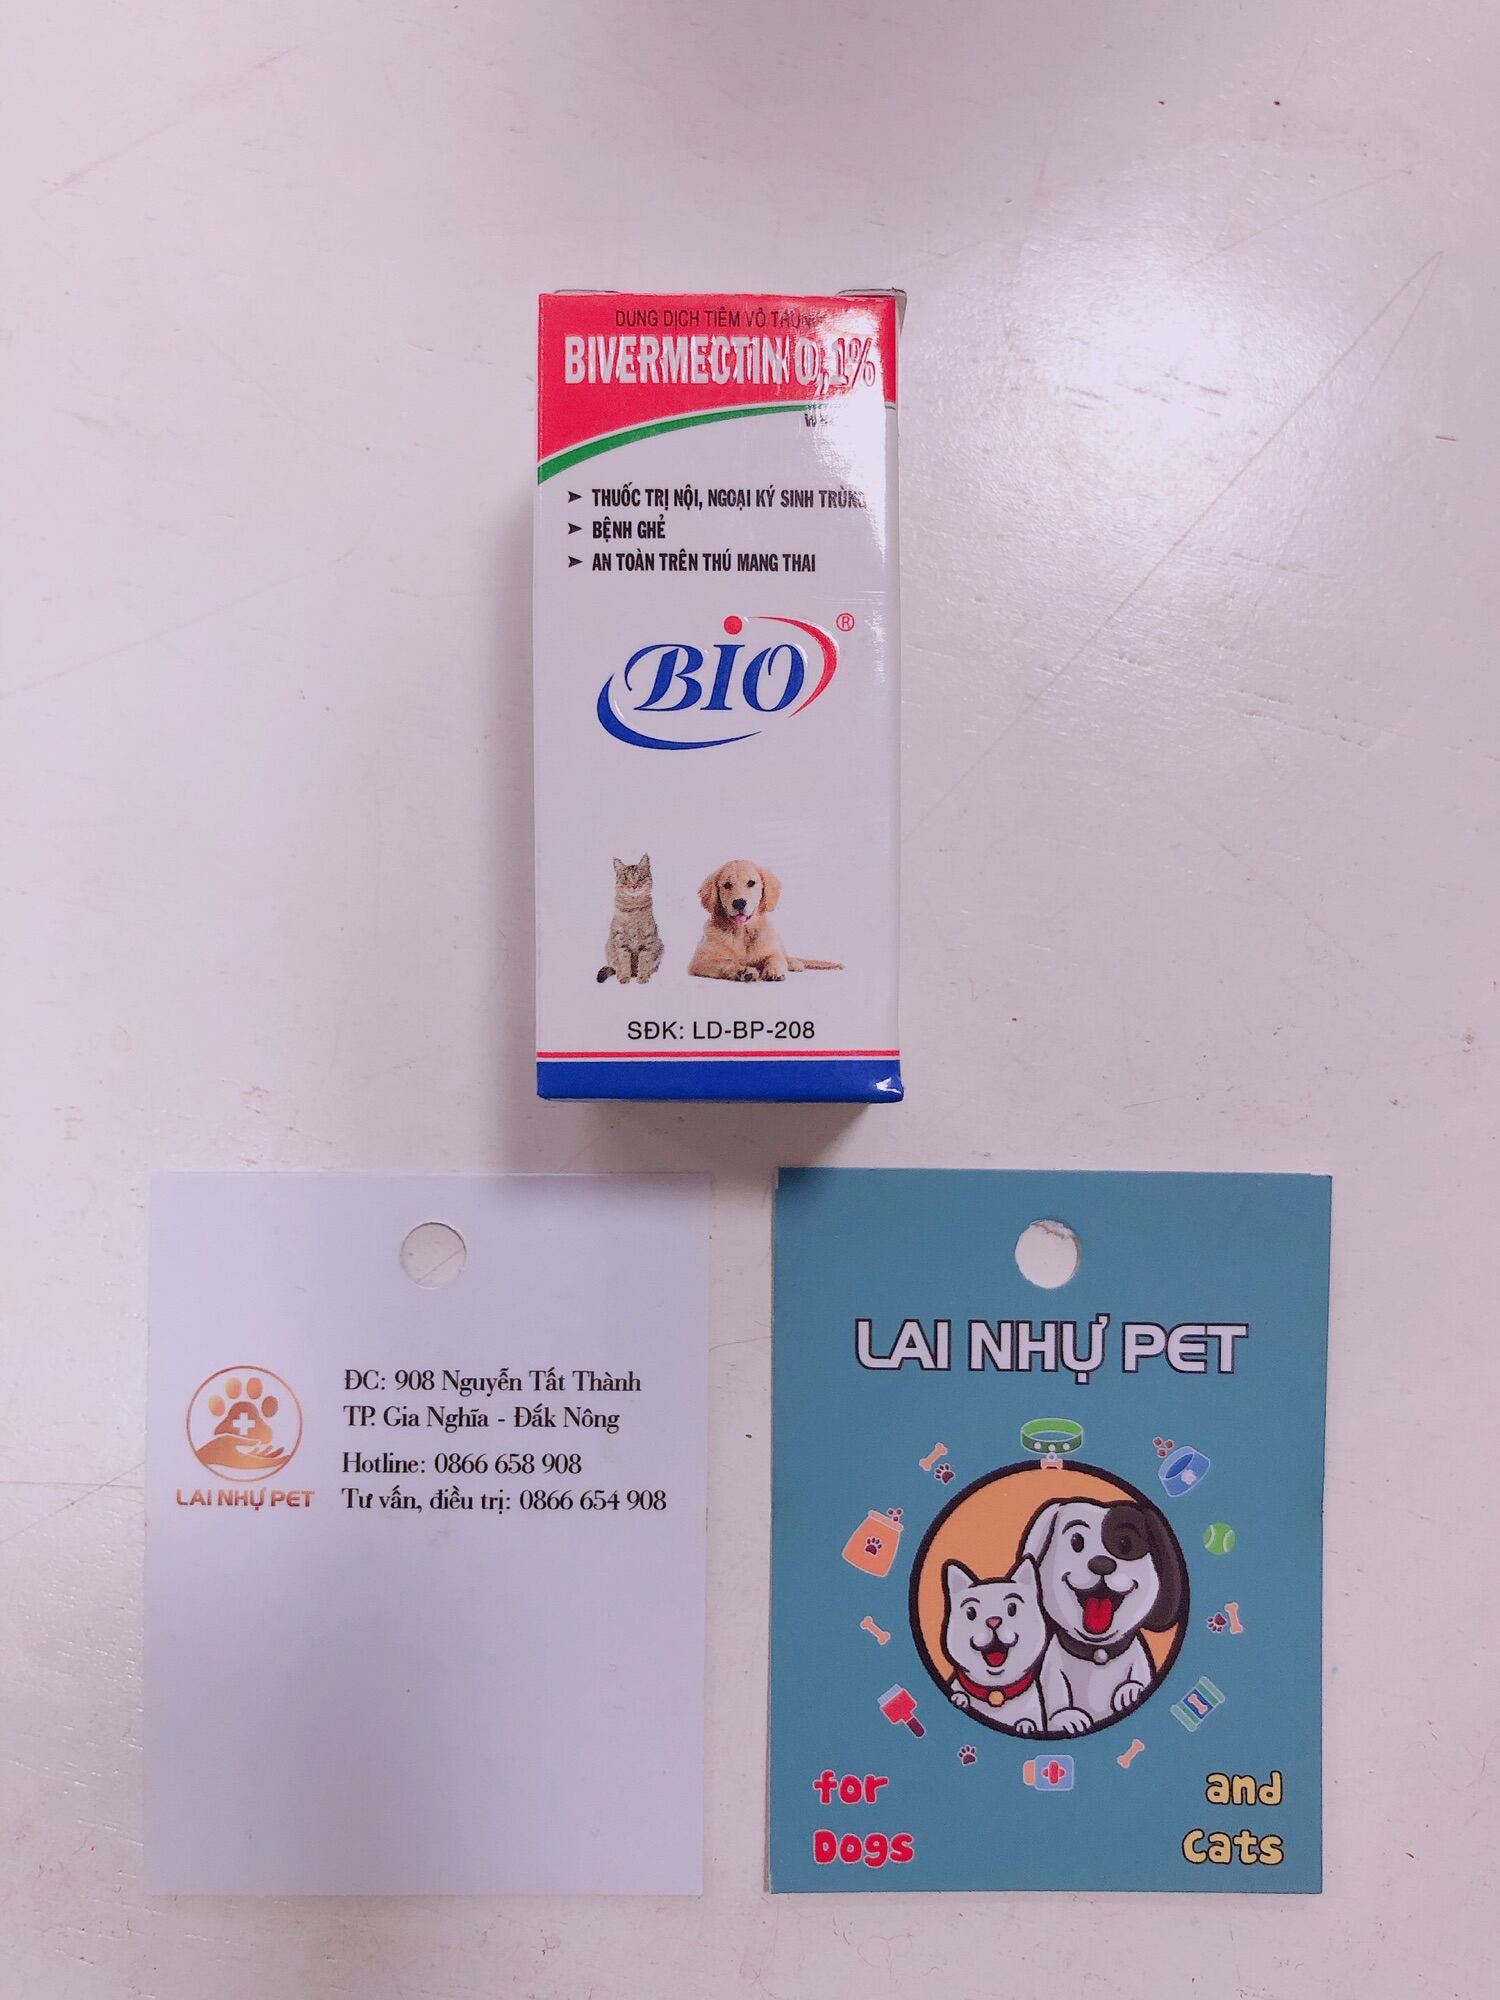 DUNG DỊCH TIÊM VÔ TRÙNG
BIVERMECTIN 0,1%
➤ THUỐC TRỊ NỘI, NGOẠI KÝ SINH TRÙNG
➤ BỆNH GHẺ
➤ AN TOÀN TRÊN THÚ MANG THAI
BIO®
SĐK: LD-BP-208
ĐC: 908 Nguyễn Tất Thành
TP. Gia Nghĩa - Đắk Nông
Hotline: 0866 658 908
Tư vấn, điều trị: 0866 654 908
LAI NHỰ PET
LAI NHỰ PET
for Dogs
and Cats